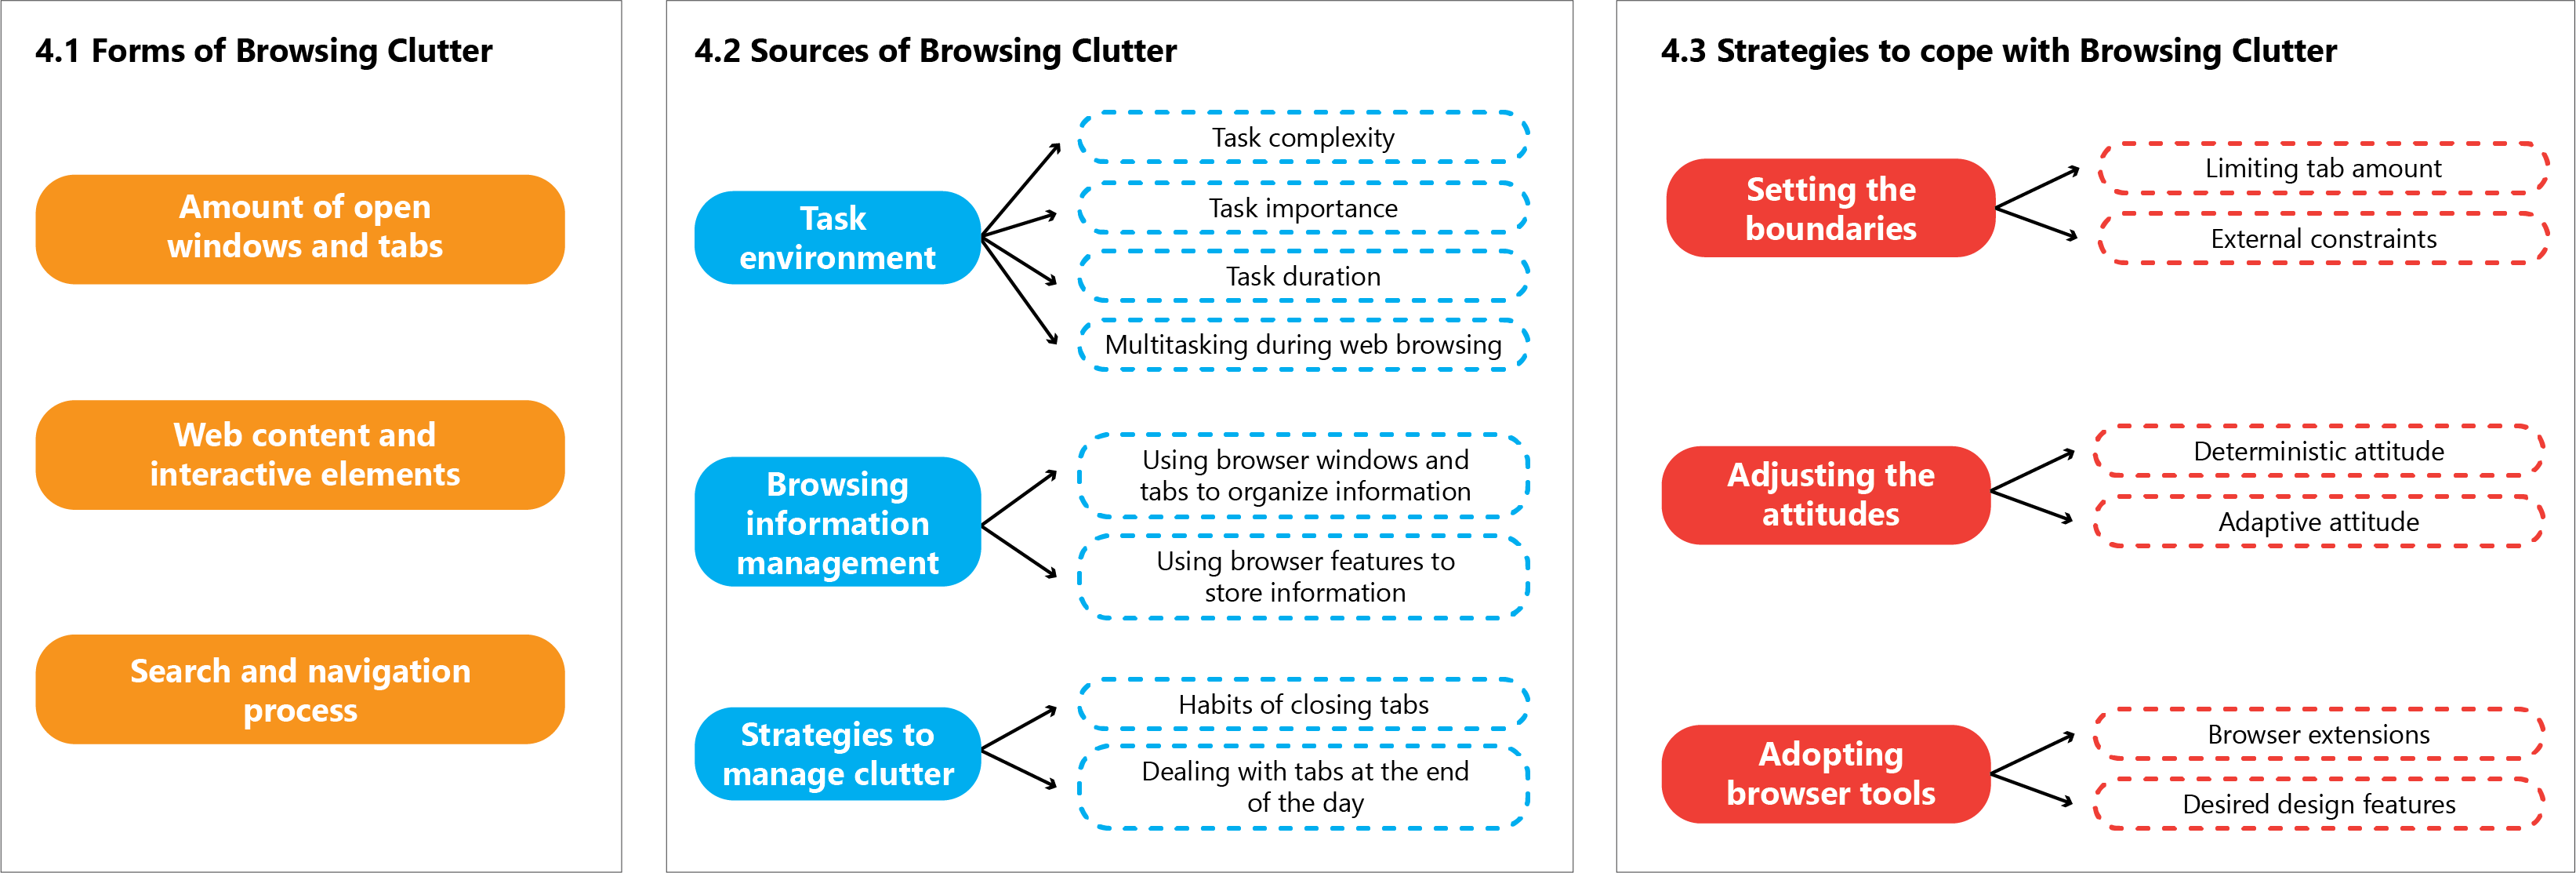 4.1 Forms of Browsing Clutter
Amount of open
windows and tabs
Web content and
interactive elements
Search and navigation
process
4.2 Sources of Browsing Clutter
Task
environment
Task complexity
Task importance
Task duration
Multitasking during web browsing
Browsing
information
management
Using browser windows and
tabs to organize information
Using browser features to
store information
Strategies to
manage clutter
Habits of closing tabs
Dealing with tabs at the end
of the day
4.3 Strategies to cope with Browsing Clutter
Setting the
boundaries
Limiting tab amount
External constraints
Adjusting the
attitudes
Deterministic attitude
Adaptive attitude
Adopting
browser tools
Browser extensions
Desired design features